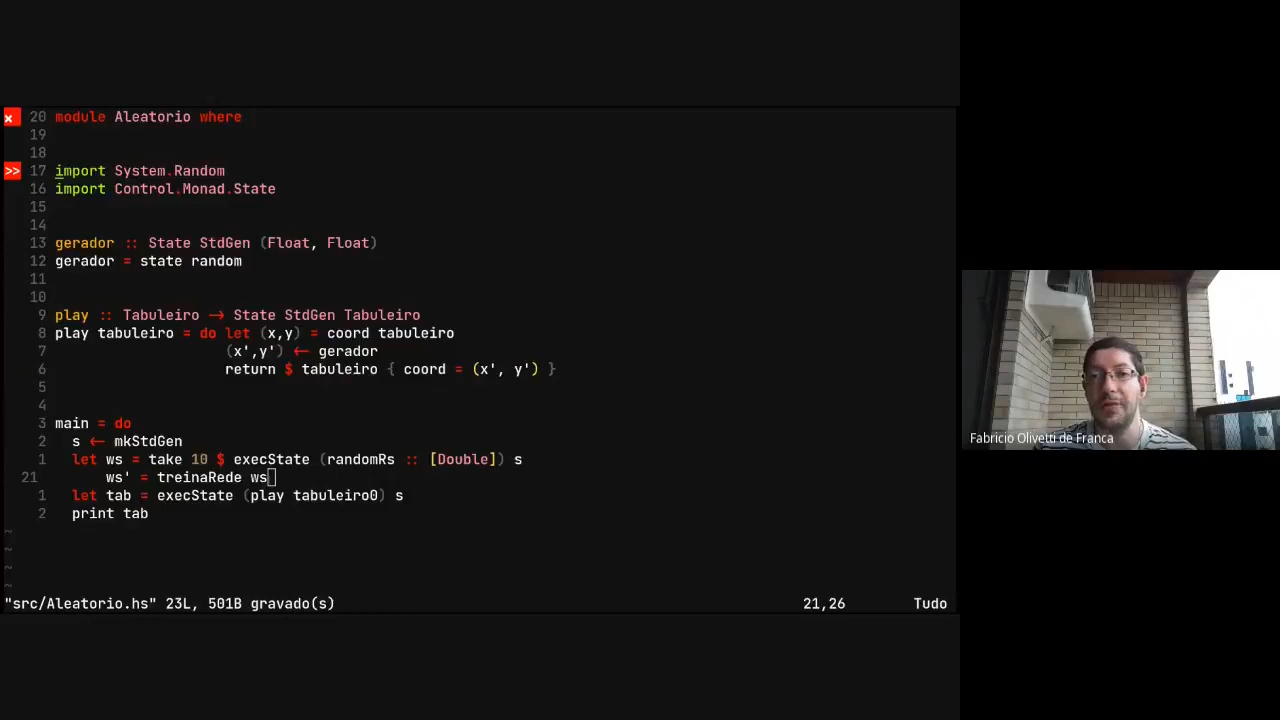 × 20 module Aleatorio where
19
18
>> 17 import System.Random
16 import Control.Monad.State
15
14
13 gerador :: State StdGen (Float, Float)
12 gerador = state random
11
10
9 play :: Tabuleiro → State StdGen Tabuleiro
8 play tabuleiro = do let (x,y) = coord tabuleiro
7 (x',y') ← gerador
6 return $ tabuleiro { coord = (x', y') }
5
4
3 main = do
2 s ← mkStdGen
1 let ws = take 10 $ execState (randomRs :: [Double]) s
21 ws' = treinaRede ws
1 let tab = execState (play tabuleiro0) s
2 print tab
~
~
~
~
"src/Aleatorio.hs" 23L, 501B gravado(s) 21,26 Tudo
Fabricio Olivetti de Franca